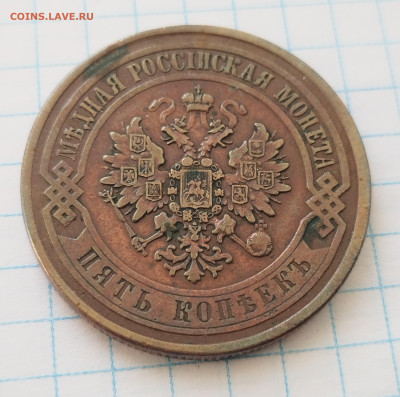 COINS.LAVE.RU
МѢДНАЯ РОССІЙСКАЯ МОНЕТА
ПЯТЬ КОПѢЕКЪ